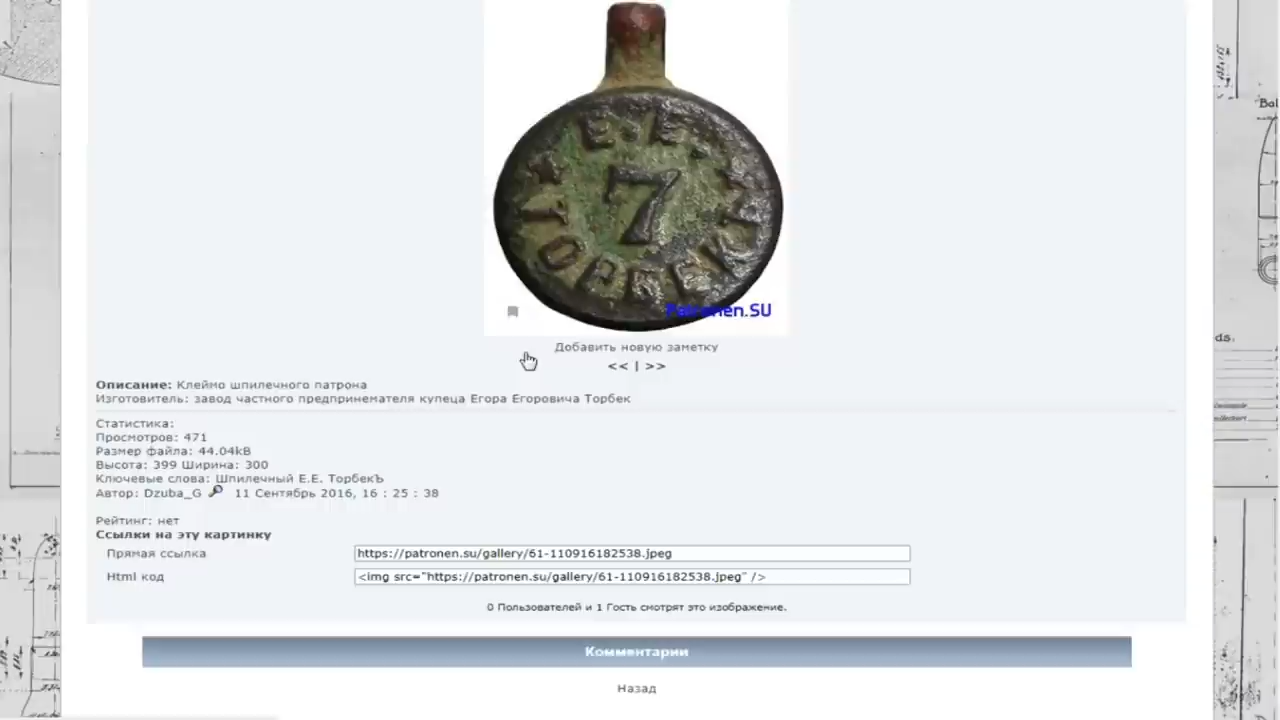 Е. Е.
7
ТОРБЕКЪ
Patronen.SU
Добавить новую заметку
<< | >>
Описание: Клеймо шпилечного патрона
Изготовитель: завод частного предпринемателя купеца Егора Егоровича Торбек
Статистика:
Просмотров: 471
Размер файла: 44.04kB
Высота: 399 Ширина: 300
Ключевые слова: Шпилечный Е.Е. ТорбекЪ
Автор: Dzuba_G 11 Сентябрь 2016, 16 : 25 : 38
Рейтинг: нет
Ссылки на эту картинку
Прямая ссылка https://patronen.su/gallery/61-110916182538.jpeg
Html код <img src="https://patronen.su/gallery/61-110916182538.jpeg" />
0 Пользователей и 1 Гость смотрят это изображение.
Комментарии
Назад
ds.